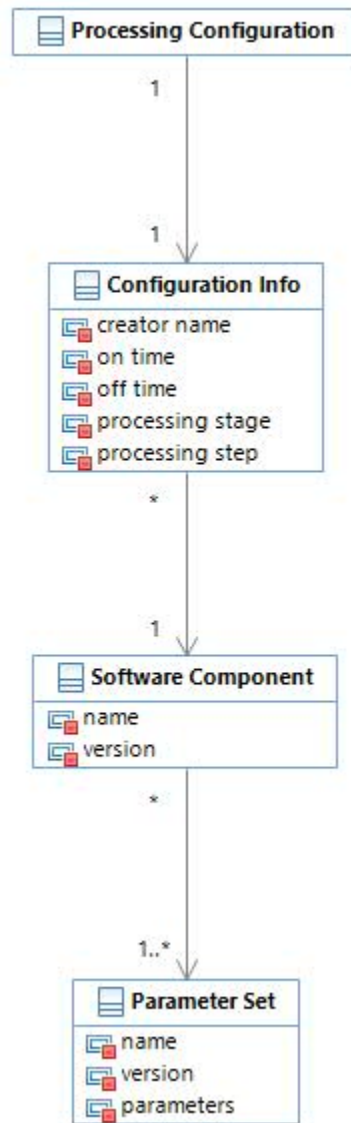 Processing Configuration
1
1
Configuration Info
creator name
on time
off time
processing stage
processing step
*
1
Software Component
name
version
*
1..*
Parameter Set
name
version
parameters